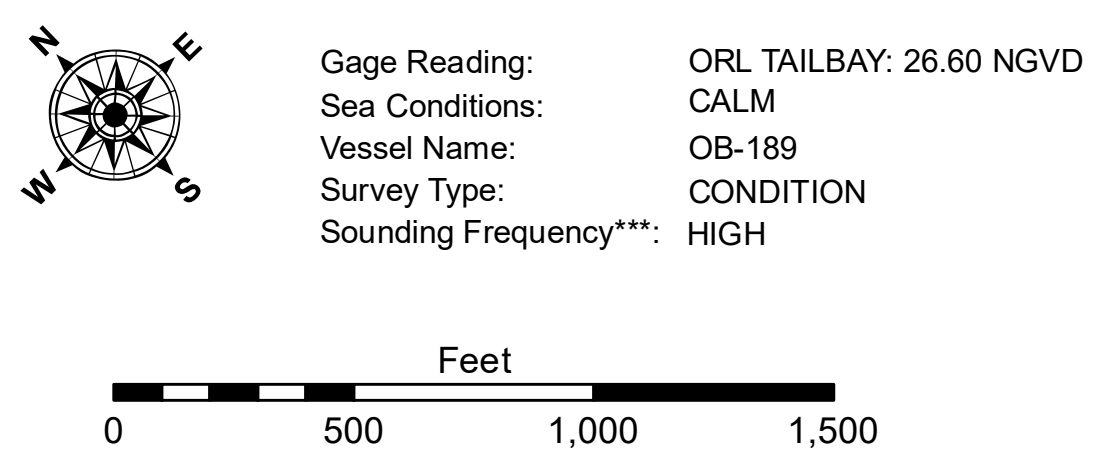 N E
W S
Gage Reading: ORL TAILBAY: 26.60 NGVD
Sea Conditions: CALM
Vessel Name: OB-189
Survey Type: CONDITION
Sounding Frequency***: HIGH
Feet
0 500 1,000 1,500